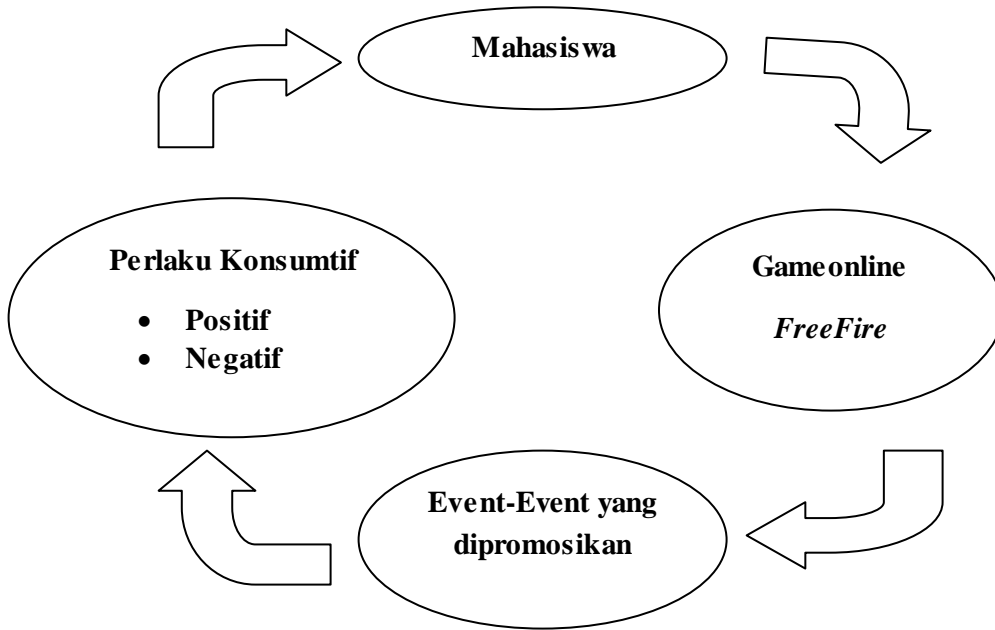 Mahasiswa
Perlaku Konsumtif
• Positif
• Negatif
Gameonline
FreeFire
Event-Event yang
dipromosikan